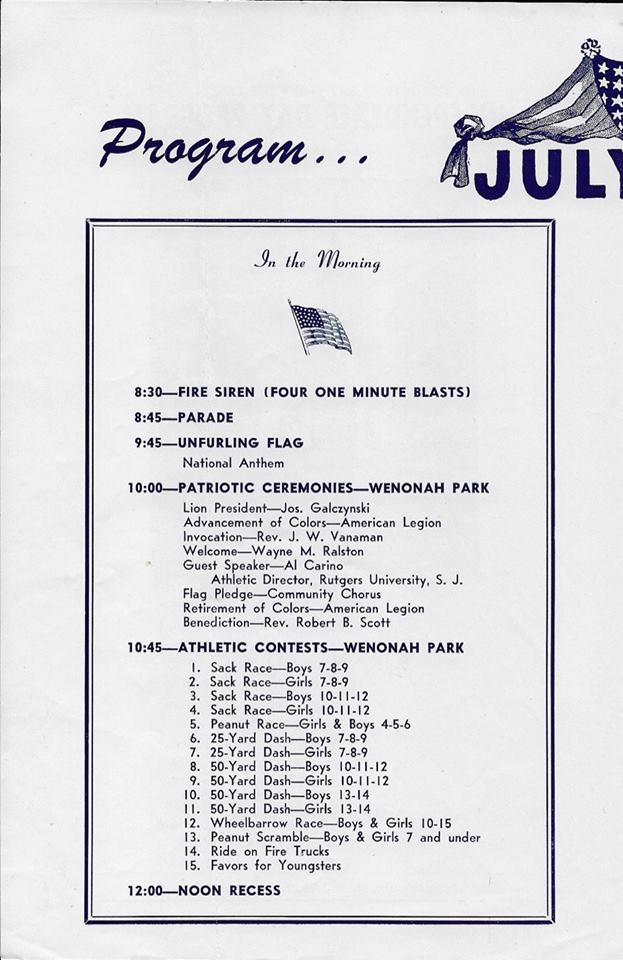 Program...
JULY
In the Morning
8:30—FIRE SIREN (FOUR ONE MINUTE BLASTS)
8:45—PARADE
9:45—UNFURLING FLAG
National Anthem
10:00—PATRIOTIC CEREMONIES—WENONAH PARK
Lion President—Jos. Galczynski
Advancement of Colors—American Legion
Invocation—Rev. J. W. Vanaman
Welcome—Wayne M. Ralston
Guest Speaker—Al Carino
Athletic Director, Rutgers University, S. J.
Flag Pledge—Community Chorus
Retirement of Colors—American Legion
Benediction—Rev. Robert B. Scott
10:45—ATHLETIC CONTESTS—WENONAH PARK
1. Sack Race—Boys 7-8-9
2. Sack Race—Girls 7-8-9
3. Sack Race—Boys 10-11-12
4. Sack Race—Girls 10-11-12
5. Peanut Race—Girls & Boys 4-5-6
6. 25-Yard Dash—Boys 7-8-9
7. 25-Yard Dash—Girls 7-8-9
8. 50-Yard Dash—Boys 10-11-12
9. 50-Yard Dash—Girls 10-11-12
10. 50-Yard Dash—Boys 13-14
11. 50-Yard Dash—Girls 13-14
12. Wheelbarrow Race—Boys & Girls 10-15
13. Peanut Scramble—Boys & Girls 7 and under
14. Ride on Fire Trucks
15. Favors for Youngsters
12:00—NOON RECESS